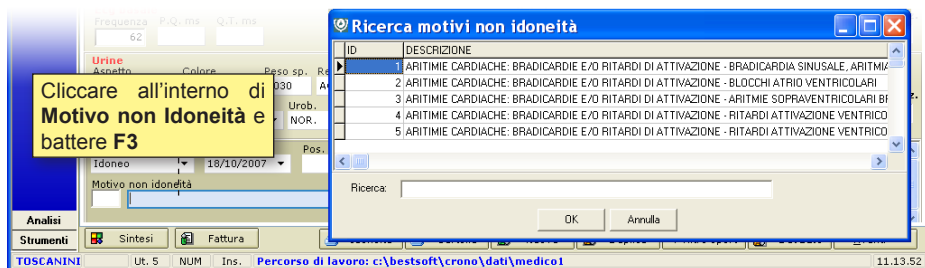 Frequenza P.Q. ms Q.T. ms
62
Urine
Aspetto Colore Peso sp.
030
Urob.
NOR.
Cliccare all'interno di
Motivo non Idoneità e
battere F3
Pos.
Idoneo 18/10/2007
Motivo non idoneità
Ricerca motivi non idoneità
ID DESCRIZIONE
1 ARITIMIE CARDIACHE: BRADICARDIE E/O RITARDI DI ATTIVAZIONE - BRADICARDIA SINUSALE, ARITMIA
2 ARITIMIE CARDIACHE: BRADICARDIE E/O RITARDI DI ATTIVAZIONE - BLOCCHI ATRIO VENTRICOLARI
3 ARITIMIE CARDIACHE: BRADICARDIE E/O RITARDI DI ATTIVAZIONE - ARITMIE SOPRAVENTRICOLARI
4 ARITIMIE CARDIACHE: BRADICARDIE E/O RITARDI DI ATTIVAZIONE - RITARDI ATTIVAZIONE VENTRICO
5 ARITIMIE CARDIACHE: BRADICARDIE E/O RITARDI DI ATTIVAZIONE - RITARDI ATTIVAZIONE VENTRICO
Ricerca:
OK Annulla
Analisi
Strumenti Sintesi Fattura
TOSCANINI Ut. 5 NUM Ins. Percorso di lavoro: c:\bestsoft\crono\dati\medico1 11.13.52